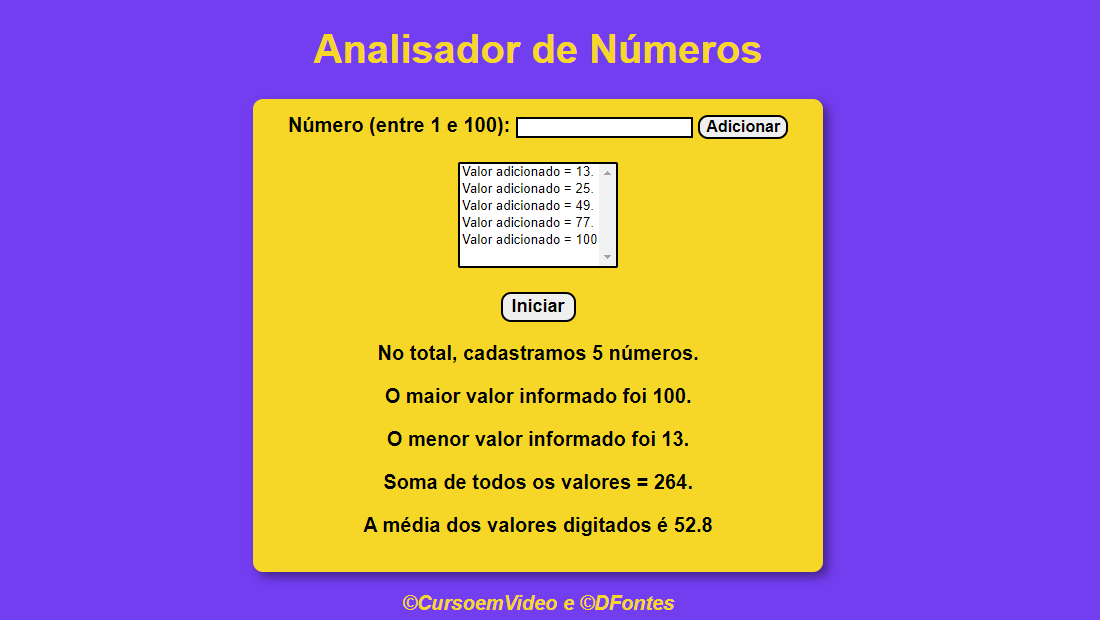 Analisador de Números
Número (entre 1 e 100): Adicionar
Valor adicionado = 13.
Valor adicionado = 25.
Valor adicionado = 49.
Valor adicionado = 77.
Valor adicionado = 100
Iniciar
No total, cadastramos 5 números.
O maior valor informado foi 100.
O menor valor informado foi 13.
Soma de todos os valores = 264.
A média dos valores digitados é 52.8
©CursoemVideo e ©DFontes